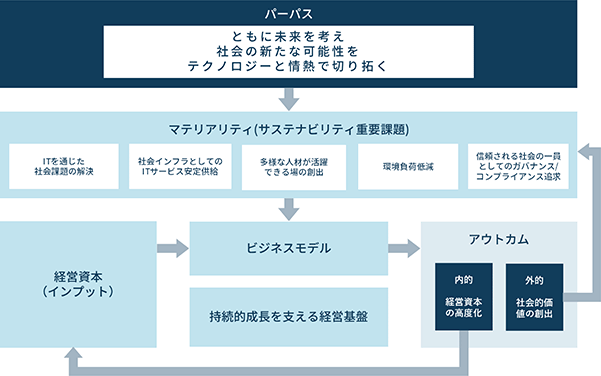 パーパス
ともに未来を考え
社会の新たな可能性を
テクノロジーと情熱で切り拓く
マテリアリティ(サステナビリティ重要課題)
ITを通じた
社会課題の解決
社会インフラとしての
ITサービス安定供給
多様な人材が活躍
できる場の創出
環境負荷低減
信頼される社会の一員
としてのガバナンス/
コンプライアンス追求
経営資本
（インプット）
ビジネスモデル
持続的成長を支える経営基盤
アウトカム
内的
経営資本
の高度化
外的
社会的価
値の創出